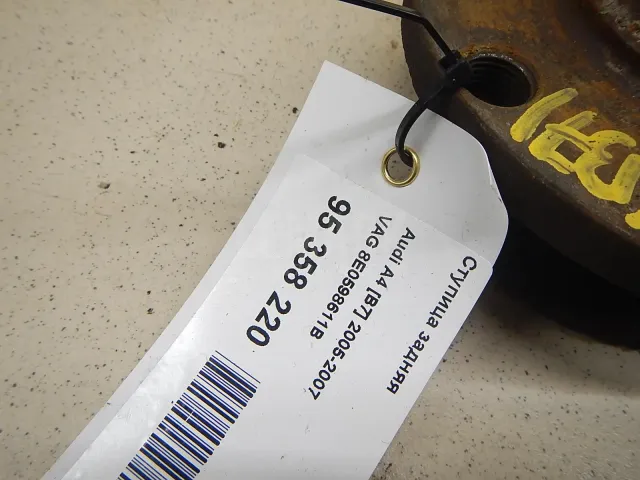 Ступица задняя
Audi A4 [B7] 2005-2007
VAG 8E0598611B
95 358 220